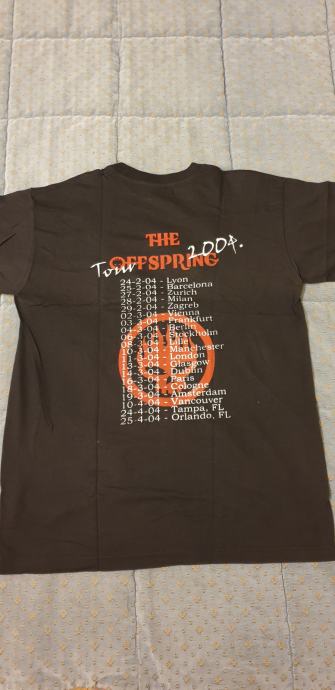 THE
OFFSPRING
Tour 2004.
24-2-04 - Lyon
25-2-04 - Barcelona
27-2-04 - Zurich
28-2-04 - Milan
29-2-04 - Zagreb
02-3-04 - Vienna
03-3-04 - Frankfurt
04-3-04 - Berlin
06-3-04 - Stockholm
08-3-04 - Lille
10-3-04 - Manchester
11-3-04 - London
13-3-04 - Glasgow
14-3-04 - Dublin
16-3-04 - Paris
18-3-04 - Cologne
19-3-04 - Amsterdam
10-4-04 - Vancouver
24-4-04 - Tampa, FL
25-4-04 - Orlando, FL